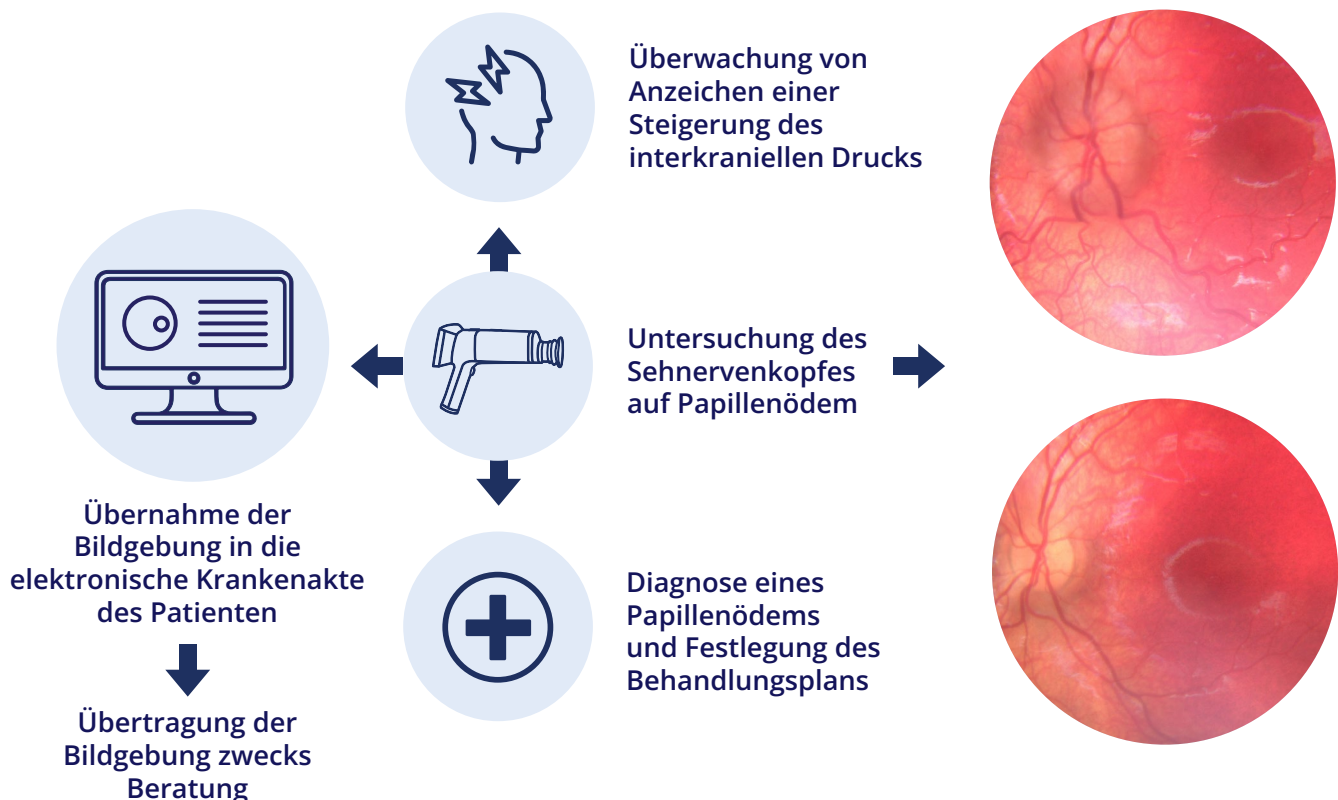 Überwachung von
Anzeichen einer
Steigerung des
interkraniellen Drucks
Untersuchung des
Sehnervenkopfes
auf Papillenödem
Übernahme der
Bildgebung in die
elektronische Krankenakte
des Patienten
Übertragung der
Bildgebung zwecks
Beratung
Diagnose eines
Papillenödems
und Festlegung des
Behandlungsplans